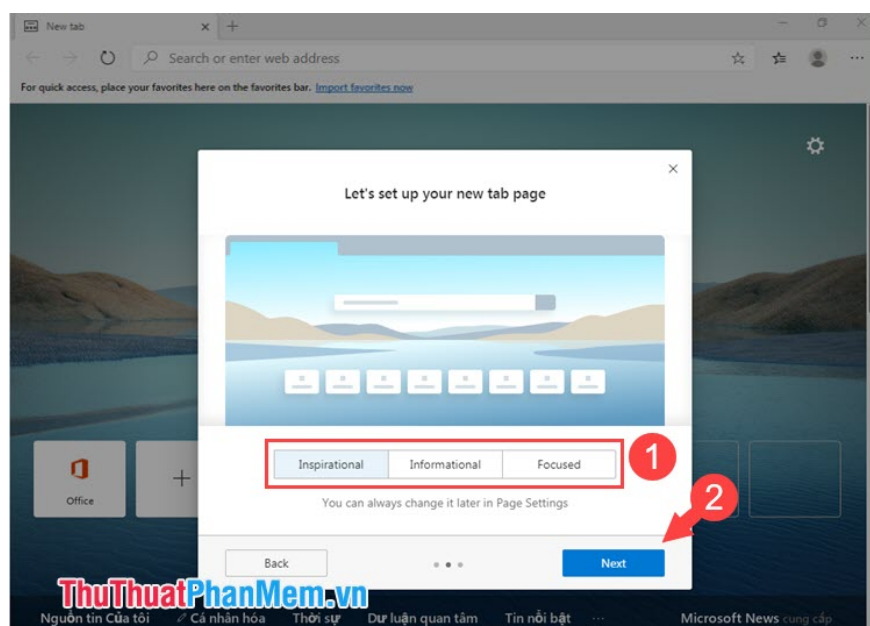 New tab
Search or enter web address
For quick access, place your favorites here on the favorites bar. Import favorites now
Let's set up your new tab page
Inspirational Informational Focused
1
You can always change it later in Page Settings
2
Office
Back Next
ThuThuatPhanMem.vn
Nguồn tin Của tôi Cá nhân hóa Thời sự Dư luận quan tâm Tin nổi bật ... Microsoft News cung cấp